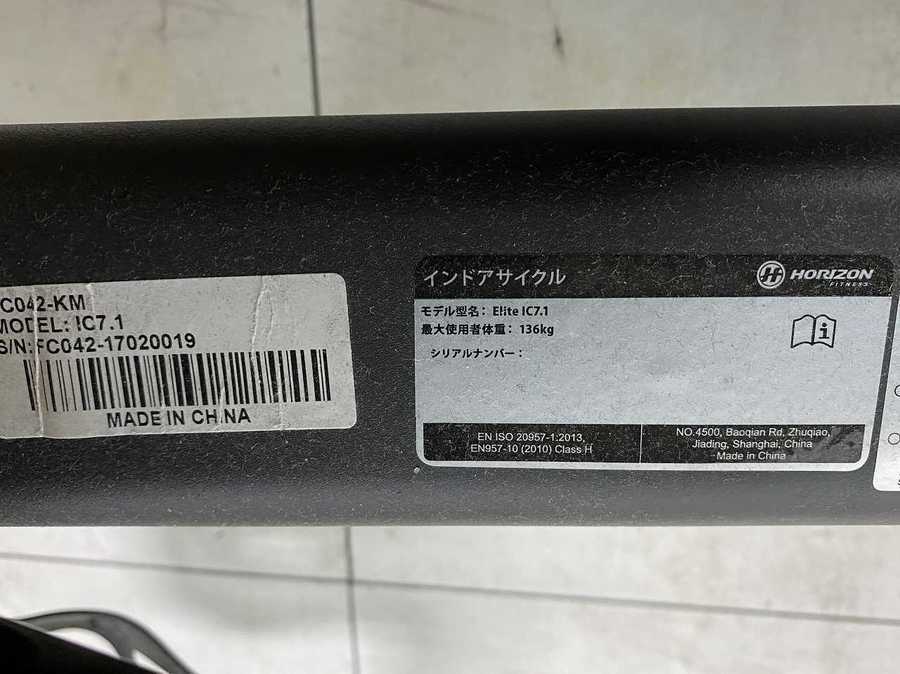 C042-KM
MODEL: IC7.1
S/N:FC042-17020019
MADE IN CHINA
インドアサイクル
HORIZON
FITNESS
モデル型名： Elite IC7.1
最大使用者体重： 136kg
シリアルナンバー：
EN ISO 20957-1:2013,
EN957-10 (2010) Class H
NO.4500, Baoqian Rd, Zhuqiao,
Jiading, Shanghai, China
Made in China